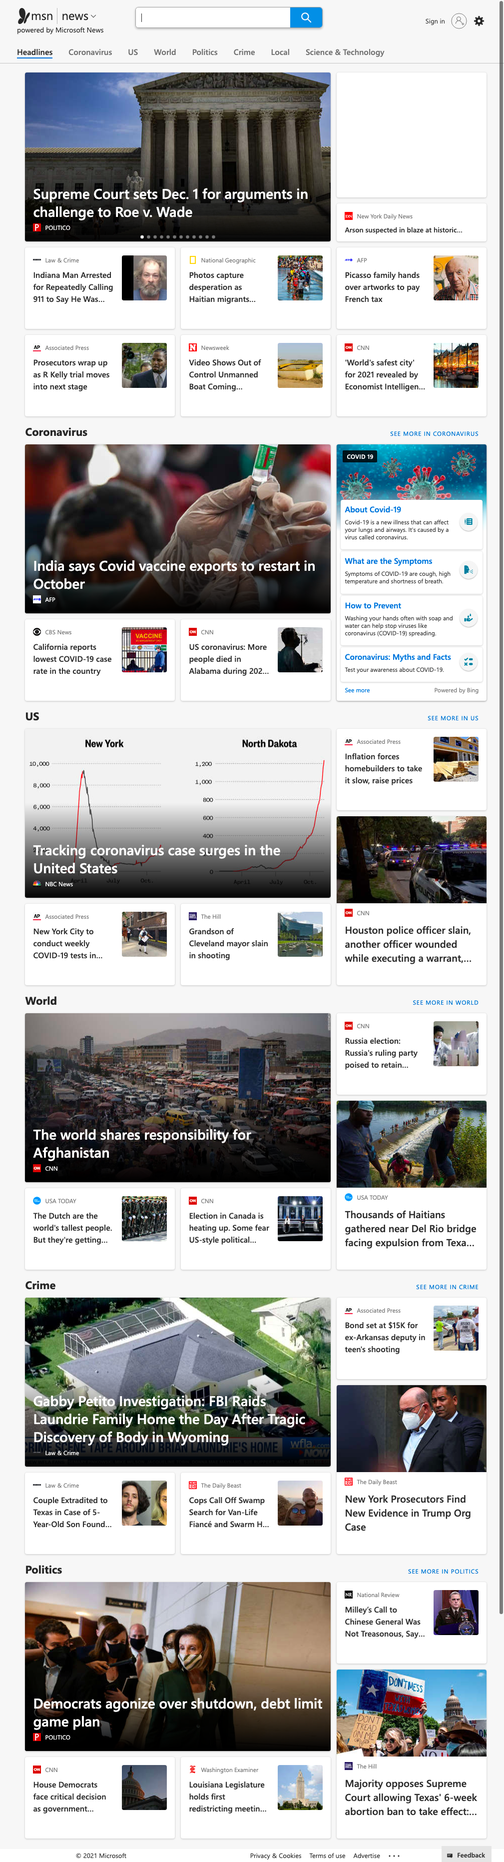 msn news
powered by Microsoft News
Sign in
Headlines Coronavirus US World Politics Crime Local Science & Technology
Supreme Court sets Dec. 1 for arguments in
challenge to Roe v. Wade
POLITICO
New York Daily News
Arson suspected in blaze at historic...
Law & Crime
Indiana Man Arrested
for Repeatedly Calling
911 to Say He Was...
National Geographic
Photos capture
desperation as
Haitian migrants...
AFP
Picasso family hands
over artworks to pay
French tax
AP Associated Press
Prosecutors wrap up
as R Kelly trial moves
into next stage
N Newsweek
Video Shows Out of
Control Unmanned
Boat Coming...
CNN
'World's safest city'
for 2021 revealed by
Economist Intelligen...
Coronavirus
SEE MORE IN CORONAVIRUS
India says Covid vaccine exports to restart in
October
AFP
COVID 19
About Covid-19
Covid-19 is a new illness that can affect
your lungs and airways. It's caused by a
virus called coronavirus.
What are the Symptoms
Symptoms of COVID-19 are cough, high
temperature and shortness of breath.
How to Prevent
Washing your hands often with soap and
water can help stop viruses like
coronavirus (COVID-19) spreading.
Coronavirus: Myths and Facts
Test your awareness about COVID-19.
See more
Powered by Bing
CBS News
California reports
lowest COVID-19 case
rate in the country
VACCINE
CNN
US coronavirus: More
people died in
Alabama during 202...
US
SEE MORE IN US
New York
North Dakota
10,000
8,000
6,000
4,000
1,200
1,000
800
600
400
200
0
April July Oct.
April July Oct.
Tracking coronavirus case surges in the
United States
NBC News
AP Associated Press
Inflation forces
homebuilders to take
it slow, raise prices
CNN
Houston police officer slain,
another officer wounded
while executing a warrant,...
AP Associated Press
New York City to
conduct weekly
COVID-19 tests in...
The Hill
Grandson of
Cleveland mayor slain
in shooting
World
SEE MORE IN WORLD
The world shares responsibility for
Afghanistan
CNN
CNN
Russia election:
Russia's ruling party
poised to retain...
USA TODAY
Thousands of Haitians
gathered near Del Rio bridge
facing expulsion from Texa...
USA TODAY
The Dutch are the
world's tallest people.
But they're getting...
CNN
Election in Canada is
heating up. Some fear
US-style political...
Crime
SEE MORE IN CRIME
Gabby Petito Investigation: FBI Raids
Laundrie Family Home the Day After Tragic
Discovery of Body in Wyoming
CRIME SCENE TAPE AROUND BRIAN LAUNDRIE'S HOME
wfla NOW
Law & Crime
AP Associated Press
Bond set at $15K for
ex-Arkansas deputy in
teen's shooting
The Daily Beast
New York Prosecutors Find
New Evidence in Trump Org
Case
Law & Crime
Couple Extradited to
Texas in Case of 5-
Year-Old Son Found...
The Daily Beast
Cops Call Off Swamp
Search for Van-Life
Fiancé and Swarm H...
Politics
SEE MORE IN POLITICS
Democrats agonize over shutdown, debt limit
game plan
POLITICO
National Review
Milley's Call to
Chinese General Was
Not Treasonous, Say...
DON'T MESS
The Hill
Majority opposes Supreme
Court allowing Texas' 6-week
abortion ban to take effect:...
CNN
House Democrats
face critical decision
as government...
Washington Examiner
Louisiana Legislature
holds first
redistricting meetin...
© 2021 Microsoft
Privacy & Cookies Terms of use Advertise ...
Feedback